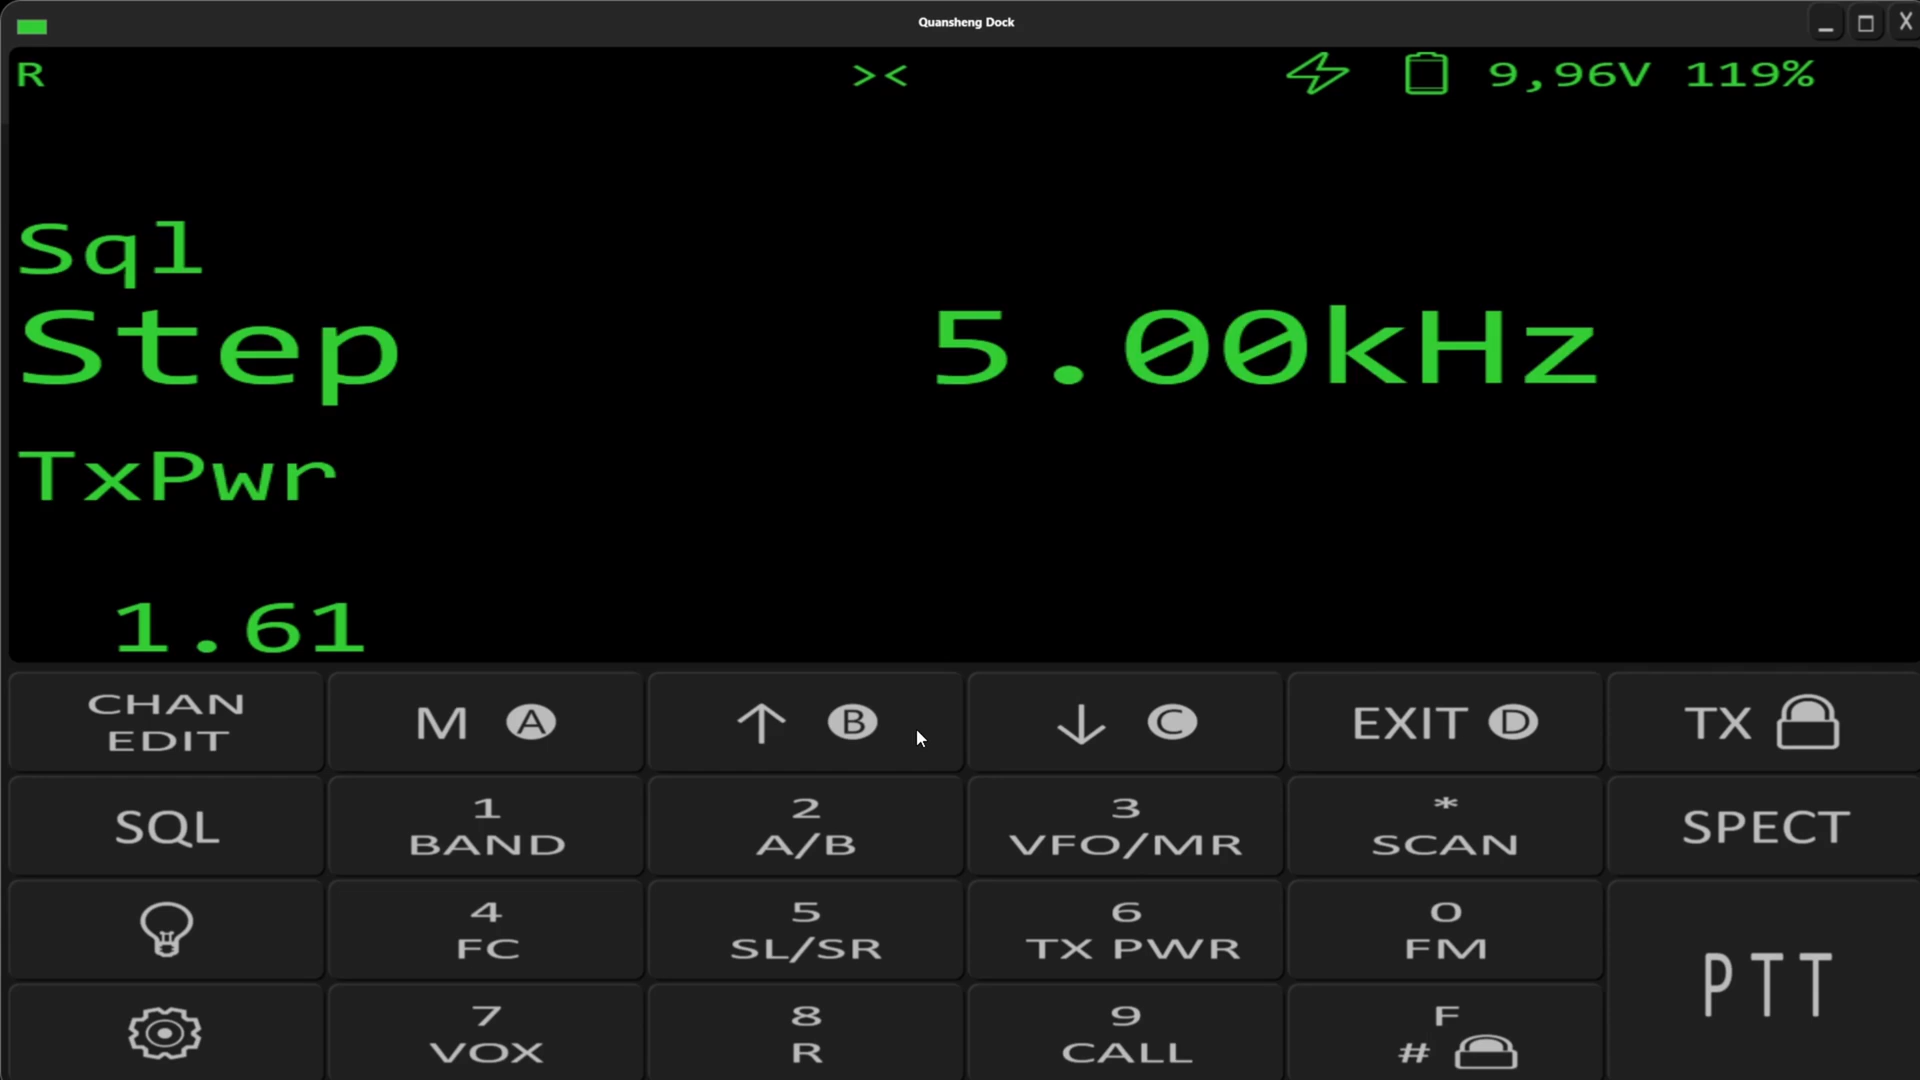 Quansheng Dock
_ □ X
R >< 9,96V 119%
Sql
Step 5.00kHz
TxPwr
1.61
CHAN EDIT
M A
↑ B
↓ C
EXIT D
TX
SQL
1 BAND
2 A/B
3 VFO/MR
* SCAN
SPECT
4 FC
5 SL/SR
6 TX PWR
0 FM
PTT
7 VOX
8 R
9 CALL
F #